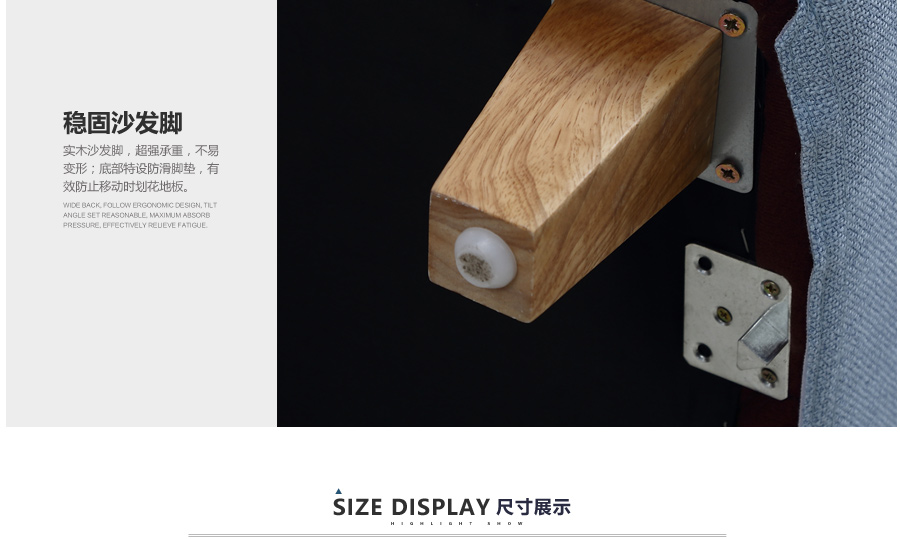 稳固沙发脚
实木沙发脚，超强承重，不易
变形；底部特设防滑脚垫，有
效防止移动时划花地板。
WIDE BACK, FOLLOW ERGONOMIC DESIGN, TILT
ANGLE SET REASONABLE, MAXIMUM ABSORB
PRESSURE, EFFECTIVELY RELIEVE FATIGUE.
SIZE DISPLAY 尺寸展示
HIGHLIGHT SHOW